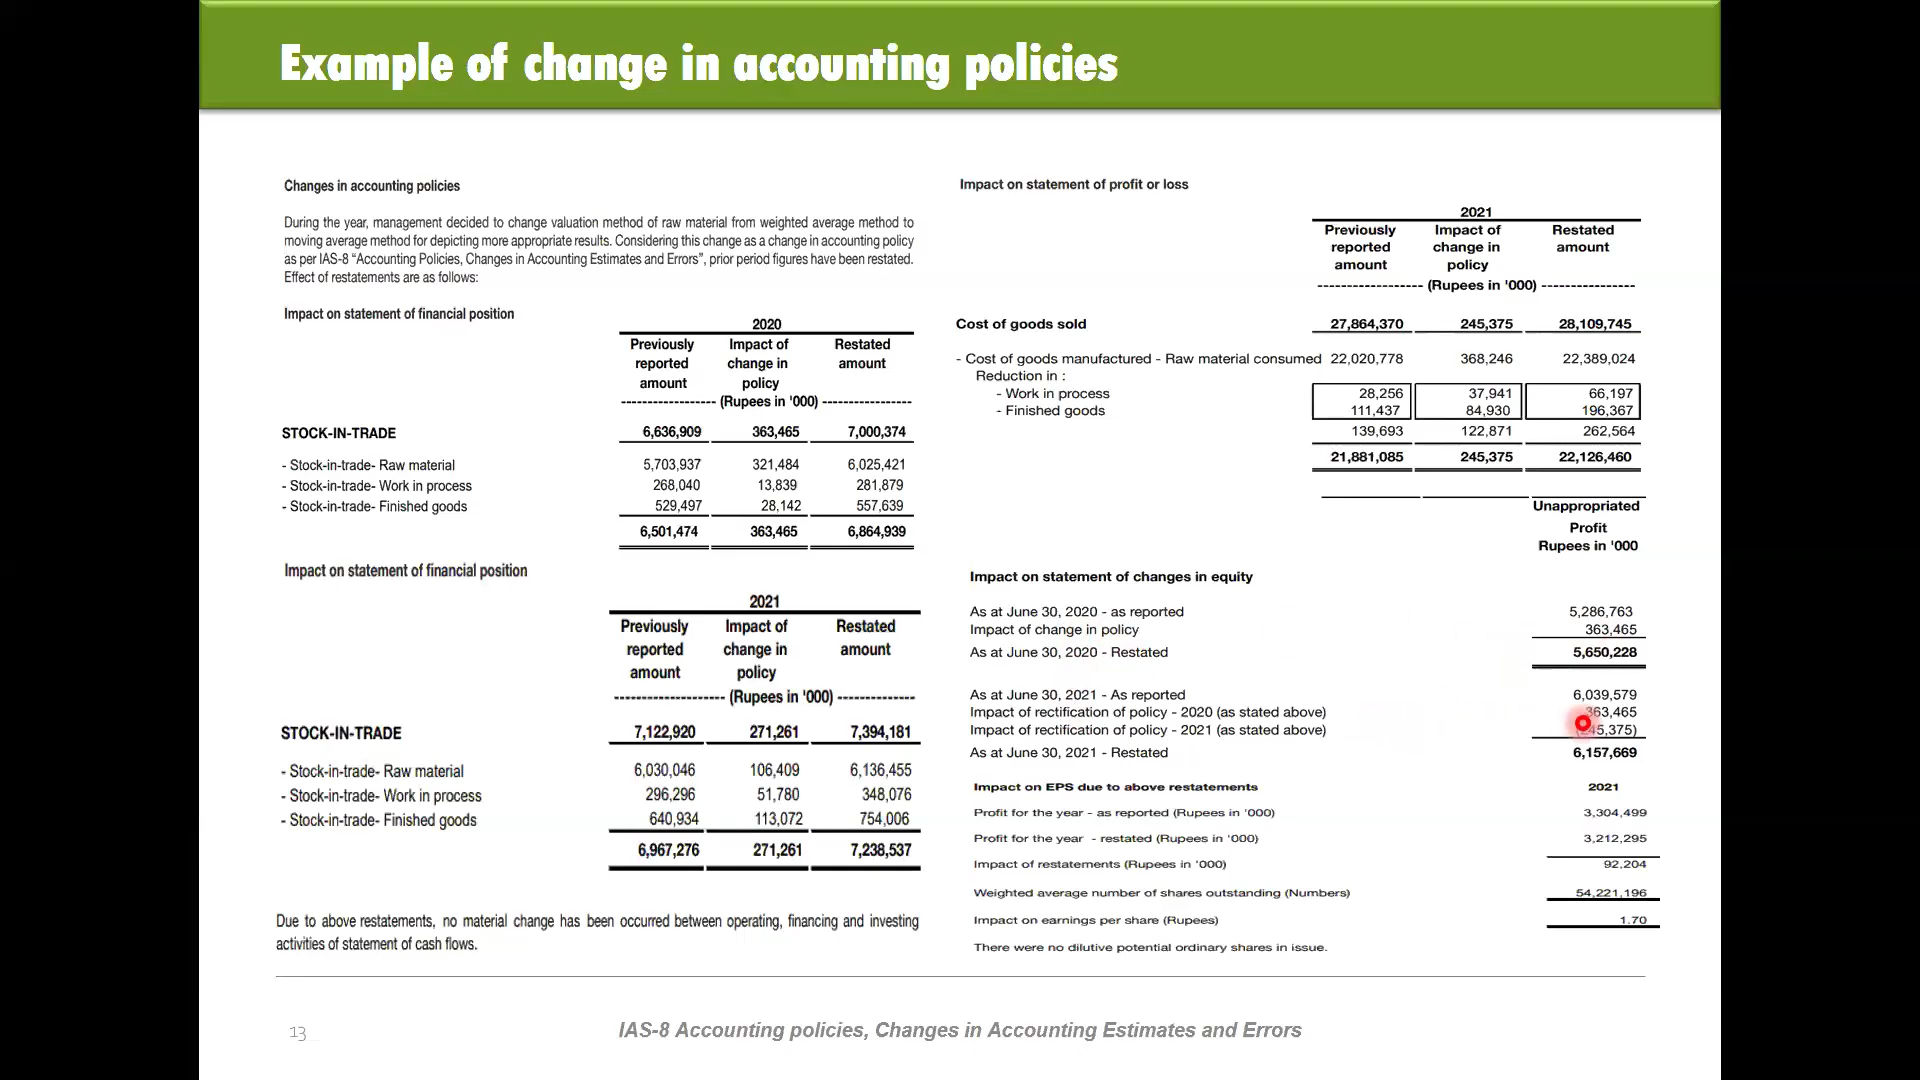 Example of change in accounting policies
Changes in accounting policies
During the year, management decided to change valuation method of raw material from weighted average method to
moving average method for depicting more appropriate results. Considering this change as a change in accounting policy
as per IAS-8 “Accounting Policies, Changes in Accounting Estimates and Errors”, prior period figures have been restated.
Effect of restatements are as follows:
Impact on statement of financial position
2020
Previously Impact of Restated
reported change in amount
amount policy
------------------ (Rupees in '000) -----------------
STOCK-IN-TRADE 6,636,909 363,465 7,000,374
- Stock-in-trade- Raw material 5,703,937 321,484 6,025,421
- Stock-in-trade- Work in process 268,040 13,839 281,879
- Stock-in-trade- Finished goods 529,497 28,142 557,639
6,501,474 363,465 6,864,939
Impact on statement of financial position
2021
Previously Impact of Restated
reported change in amount
amount policy
-------------------- (Rupees in '000) --------------
STOCK-IN-TRADE 7,122,920 271,261 7,394,181
- Stock-in-trade- Raw material 6,030,046 106,409 6,136,455
- Stock-in-trade- Work in process 296,296 51,780 348,076
- Stock-in-trade- Finished goods 640,934 113,072 754,006
6,967,276 271,261 7,238,537
Due to above restatements, no material change has been occurred between operating, financing and investing
activities of statement of cash flows.
Impact on statement of profit or loss
2021
Previously Impact of Restated
reported change in amount
amount policy
------------------ (Rupees in '000) ----------------
Cost of goods sold 27,864,370 245,375 28,109,745
- Cost of goods manufactured - Raw material consumed 22,020,778 368,246 22,389,024
Reduction in :
- Work in process 28,256 37,941 66,197
- Finished goods 111,437 84,930 196,367
139,693 122,871 262,564
21,881,085 245,375 22,126,460
Unappropriated
Profit
Rupees in '000
Impact on statement of changes in equity
As at June 30, 2020 - as reported 5,286,763
Impact of change in policy 363,465
As at June 30, 2020 - Restated 5,650,228
As at June 30, 2021 - As reported 6,039,579
Impact of rectification of policy - 2020 (as stated above) 363,465
Impact of rectification of policy - 2021 (as stated above) (245,375)
As at June 30, 2021 - Restated 6,157,669
Impact on EPS due to above restatements 2021
Profit for the year - as reported (Rupees in '000) 3,304,499
Profit for the year - restated (Rupees in '000) 3,212,295
Impact of restatements (Rupees in '000) 92,204
Weighted average number of shares outstanding (Numbers) 54,221,196
Impact on earnings per share (Rupees) 1.70
There were no dilutive potential ordinary shares in issue.
13
IAS-8 Accounting policies, Changes in Accounting Estimates and Errors